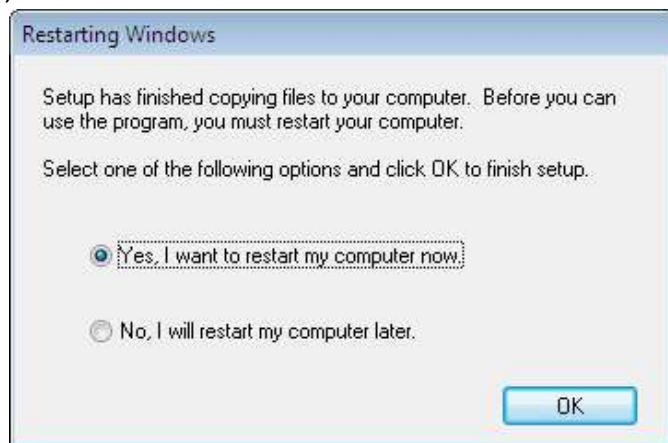 Restarting Windows
Setup has finished copying files to your computer.  Before you can
use the program, you must restart your computer.
Select one of the following options and click OK to finish setup.
Yes, I want to restart my computer now.
No, I will restart my computer later.
OK